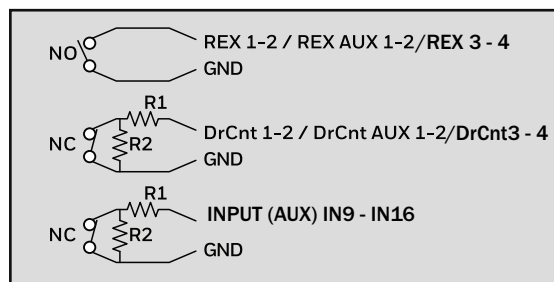 REX 1-2 / REX AUX 1-2/REX 3 - 4
NO
GND
R1
DrCnt 1-2 / DrCnt AUX 1-2/DrCnt3 - 4
NC
R2
GND
R1
INPUT (AUX) IN9 - IN16
NC
R2
GND